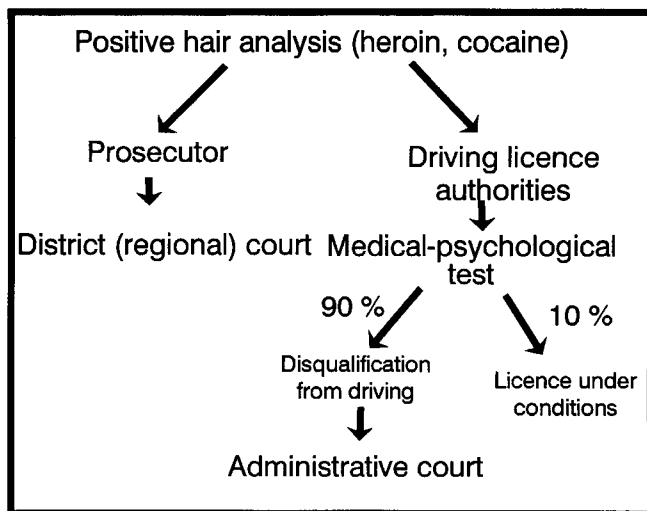 Positive hair analysis (heroin, cocaine)
Prosecutor
Driving licence
authorities
District (regional) court
Medical-psychological
test
90 %
10 %
Disqualification
from driving
Licence under
conditions
Administrative court